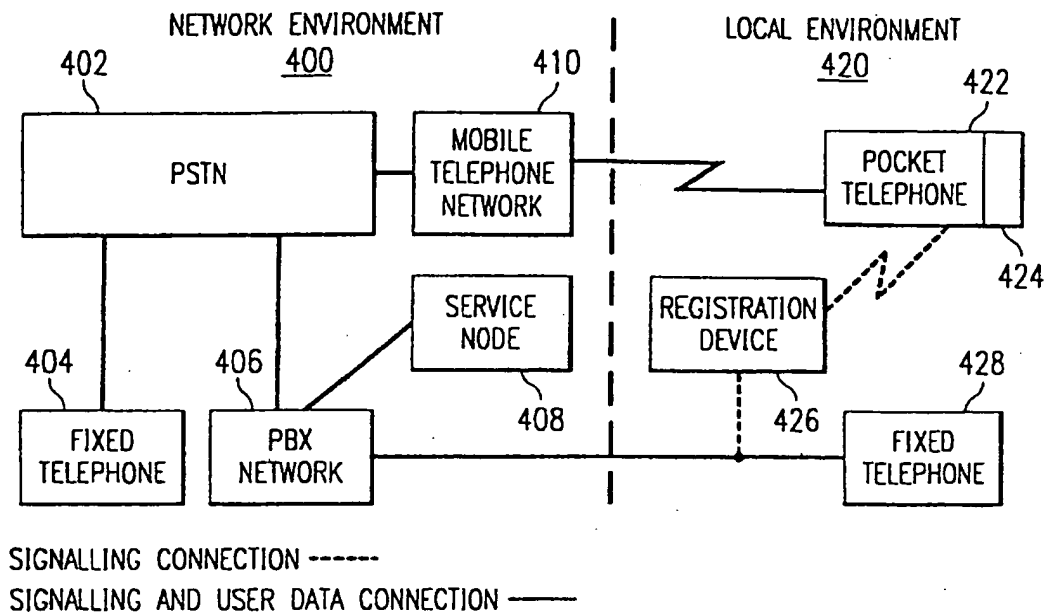 NETWORK ENVIRONMENT
400
LOCAL ENVIRONMENT
420
402
410
422
PSTN
MOBILE
TELEPHONE
NETWORK
POCKET
TELEPHONE
424
SERVICE
NODE
REGISTRATION
DEVICE
404
406
408
426
428
FIXED
TELEPHONE
PBX
NETWORK
FIXED
TELEPHONE
SIGNALLING CONNECTION
SIGNALLING AND USER DATA CONNECTION